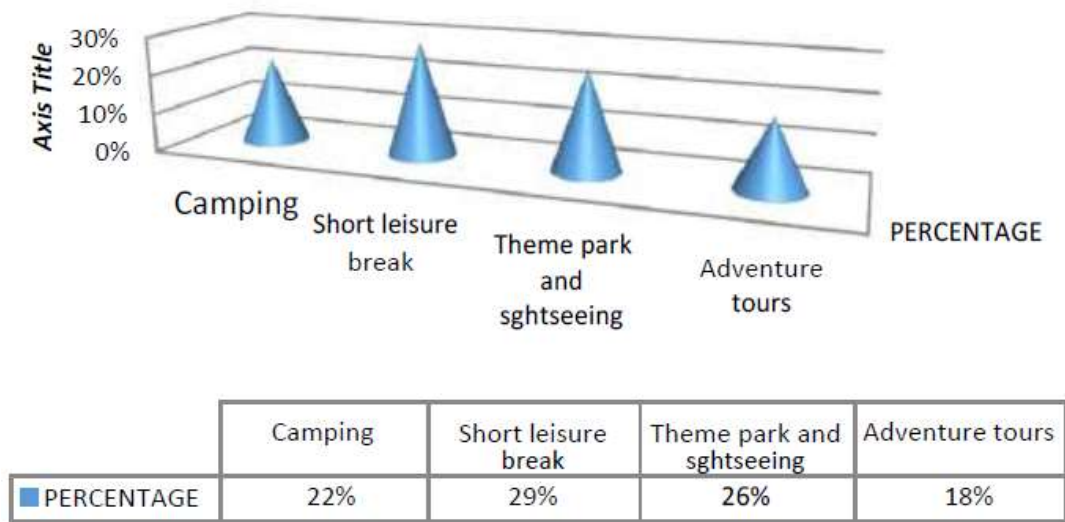 30%
20%
10%
0%
Axis Title
Camping
Short leisure
break
Theme park
and
sghtseeing
Adventure
tours
PERCENTAGE
Camping
Short leisure
break
Theme park and
sghtseeing
Adventure tours
PERCENTAGE 22% 29% 26% 18%